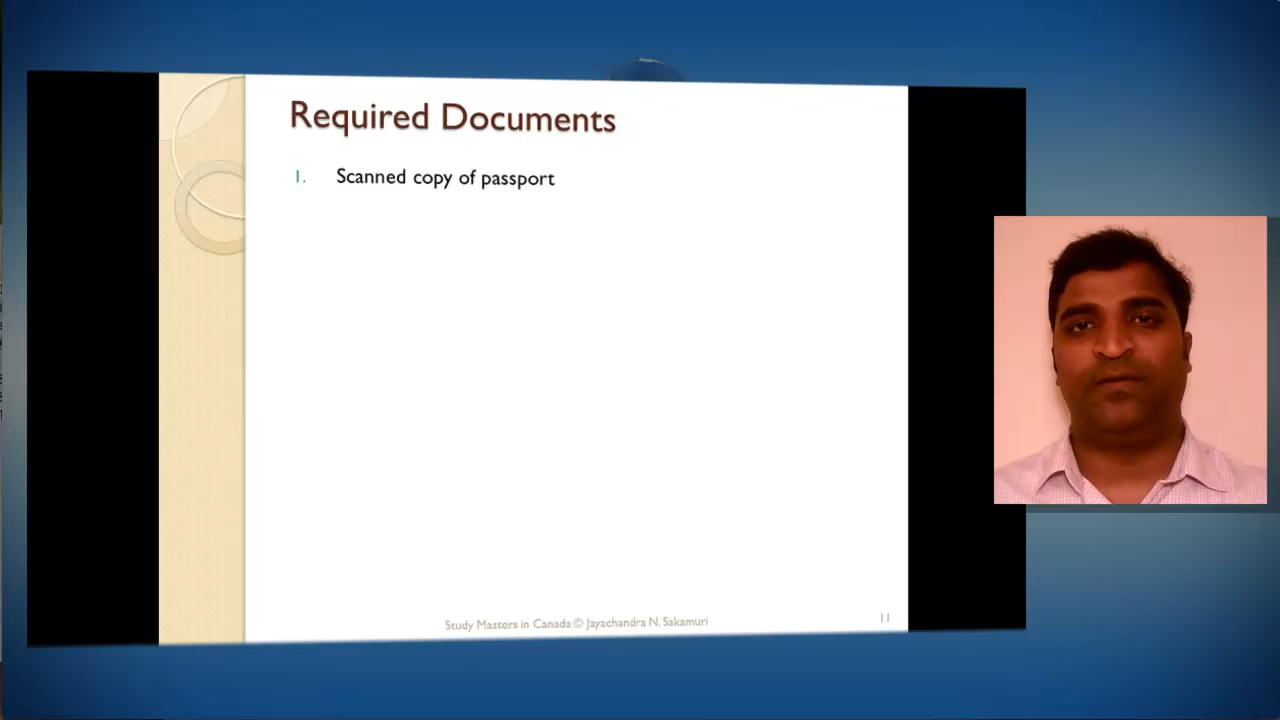 Required Documents
1. Scanned copy of passport
Study Masters in Canada © Jayachandra N. Sakamuri
11